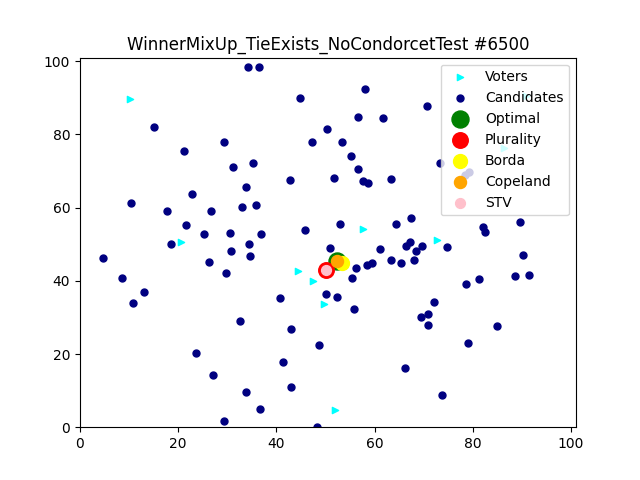 WinnerMixUp_TieExists_NoCondorcetTest #6500
100
80
60
40
20
0
0 20 40 60 80 100
Voters
Candidates
Optimal
Plurality
Borda
Copeland
STV